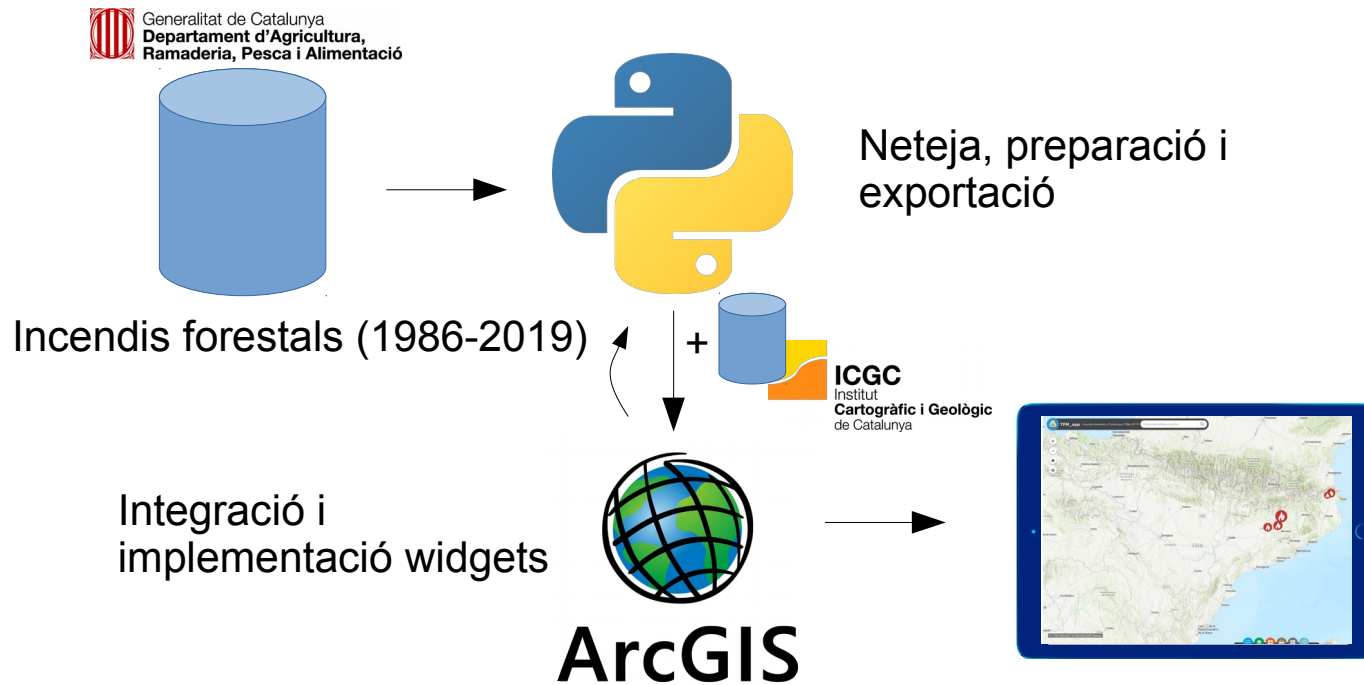 Generalitat de Catalunya
Departament d'Agricultura,
Ramaderia, Pesca i Alimentació
Neteja, preparació i
exportació
Incendis forestals (1986-2019)
+
ICGC
Institut
Cartogràfic i Geològic
de Catalunya
Integració i
implementació widgets
ArcGIS
TFM_app